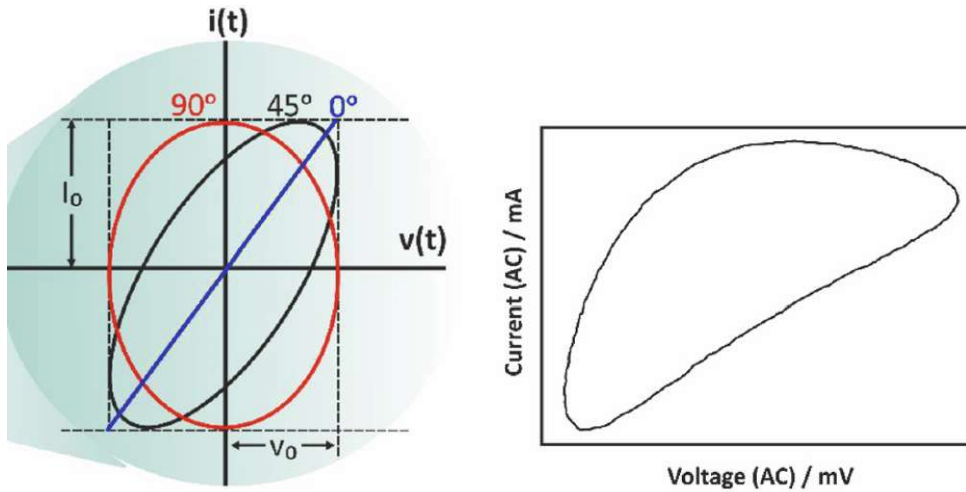 i(t)
90° 45° 0°
I₀
v(t)
v₀
Current (AC) / mA
Voltage (AC) / mV